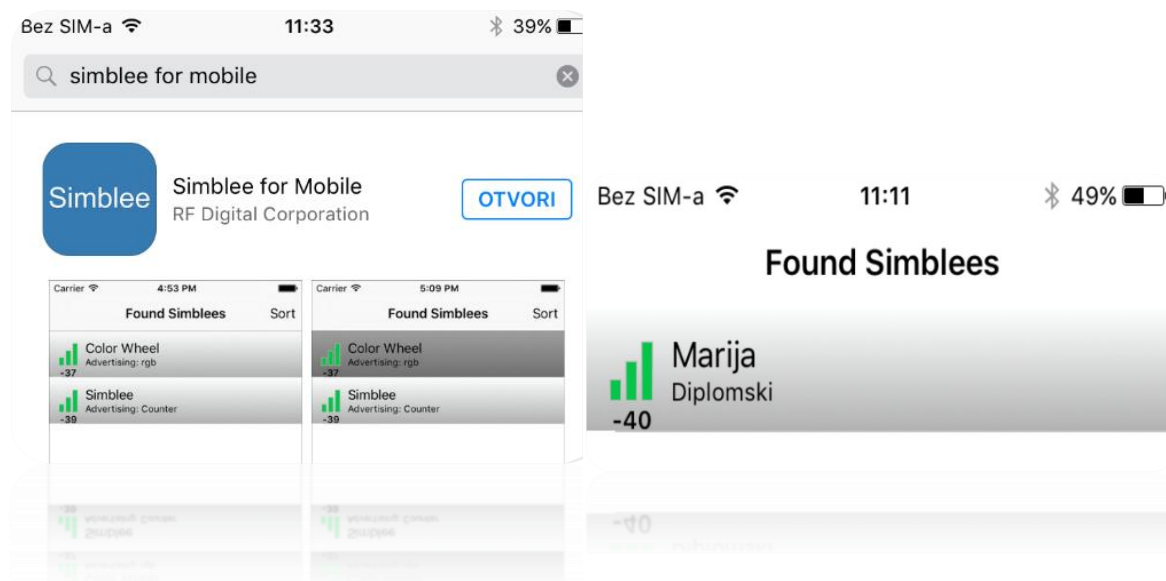 Bez SIM-a 11:33 39%
simblee for mobile
Simblee
Simblee for Mobile
RF Digital Corporation
OTVORI
Carrier 4:53 PM
Found Simblees Sort
Color Wheel
Advertising: rgb
-37
Simblee
Advertising: Counter
-39
Carrier 5:09 PM
Found Simblees Sort
Color Wheel
Advertising: rgb
-37
Simblee
Advertising: Counter
-39
Bez SIM-a 11:11 49%
Found Simblees
Marija
Diplomski
-40